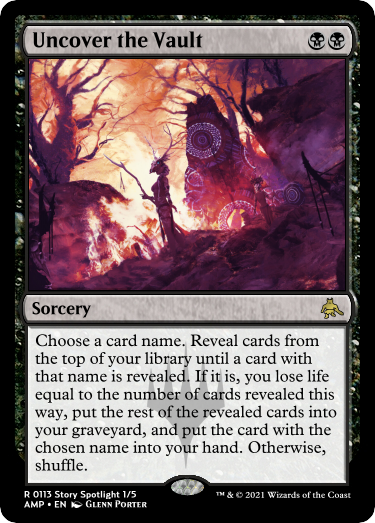 Uncover the Vault
Sorcery
Choose a card name. Reveal cards from
the top of your library until a card with
that name is revealed. If it is, you lose life
equal to the number of cards revealed this
way, put the rest of the revealed cards into
your graveyard, and put the card with the
chosen name into your hand. Otherwise,
shuffle.
R 0113 Story Spotlight 1/5
AMP • EN Glenn Porter
™ & © 2021 Wizards of the Coast